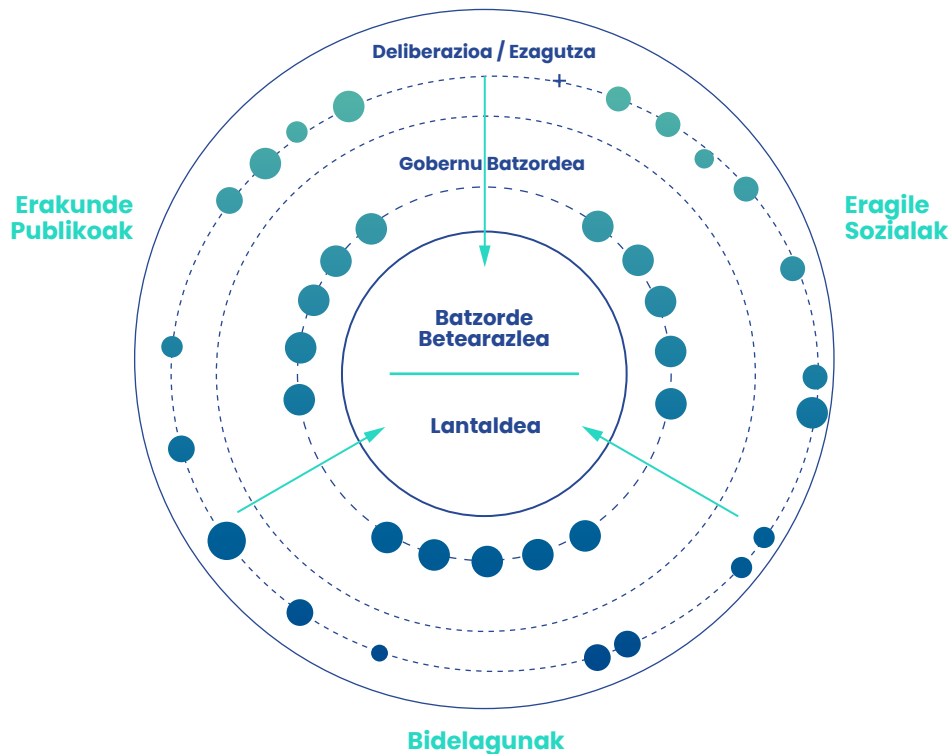 Deliberazioa / Ezagutza
+
Gobernu Batzordea
Erakunde
Publikoak
Eragile
Sozialak
Batzorde
Betearazlea
Lantaldea
Bidelagunak